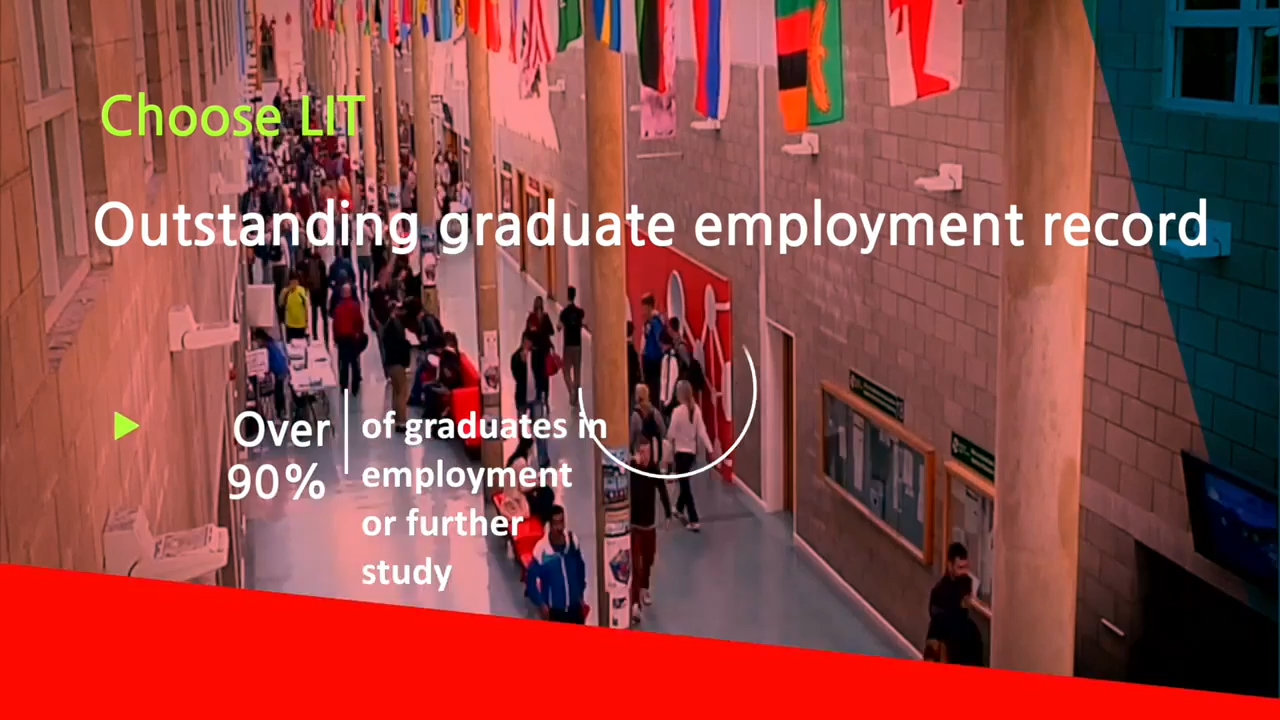 Choose LIT
Outstanding graduate employment record
Over
90%
of graduates in
employment
or further
study